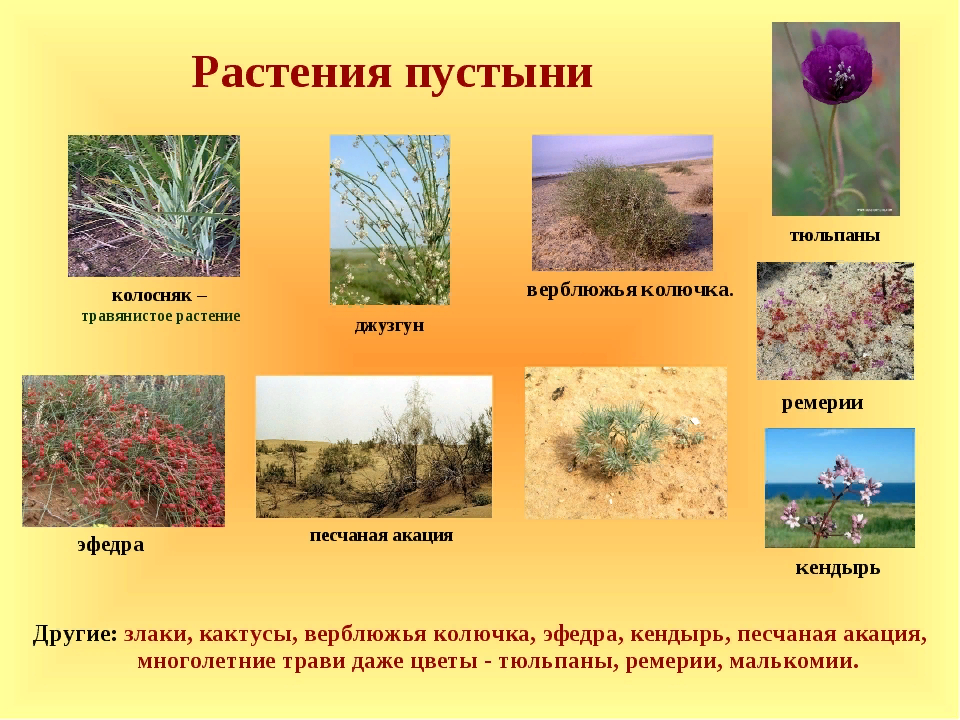 Растения пустыни
тюльпаны
колосняк –
травянистое растение
джузгун
верблюжья колючка.
ремерии
эфедра
песчаная акация
кендырь
Другие: злаки, кактусы, верблюжья колючка, эфедра, кендырь, песчаная акация,
многолетние трави даже цветы - тюльпаны, ремерии, малькомии.